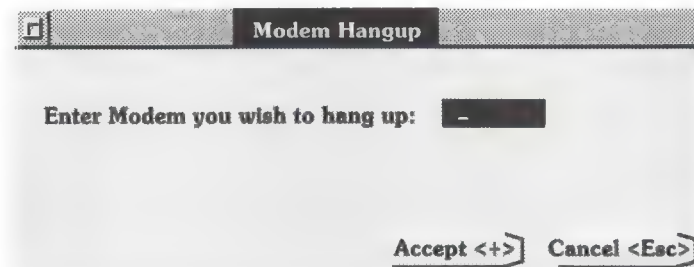 Modem Hangup
Enter Modem you wish to hang up: _
Accept <+> Cancel <Esc>